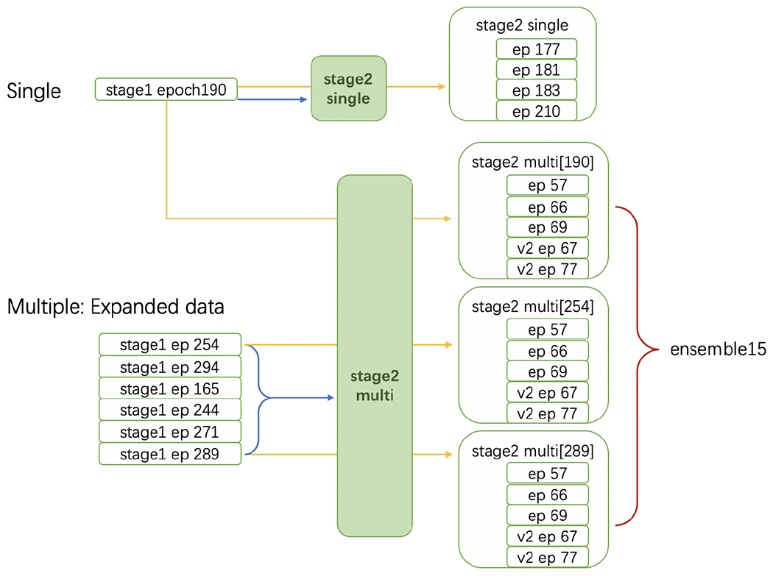 Single
stage1 epoch190
stage2
single
stage2 single
ep 177
ep 181
ep 183
ep 210
stage2 multi[190]
ep 57
ep 66
ep 69
v2 ep 67
v2 ep 77
Multiple: Expanded data
stage1 ep 254
stage1 ep 294
stage1 ep 165
stage1 ep 244
stage1 ep 271
stage1 ep 289
stage2
multi
stage2 multi[254]
ep 57
ep 66
ep 69
v2 ep 67
v2 ep 77
stage2 multi[289]
ep 57
ep 66
ep 69
v2 ep 67
v2 ep 77
ensemble15